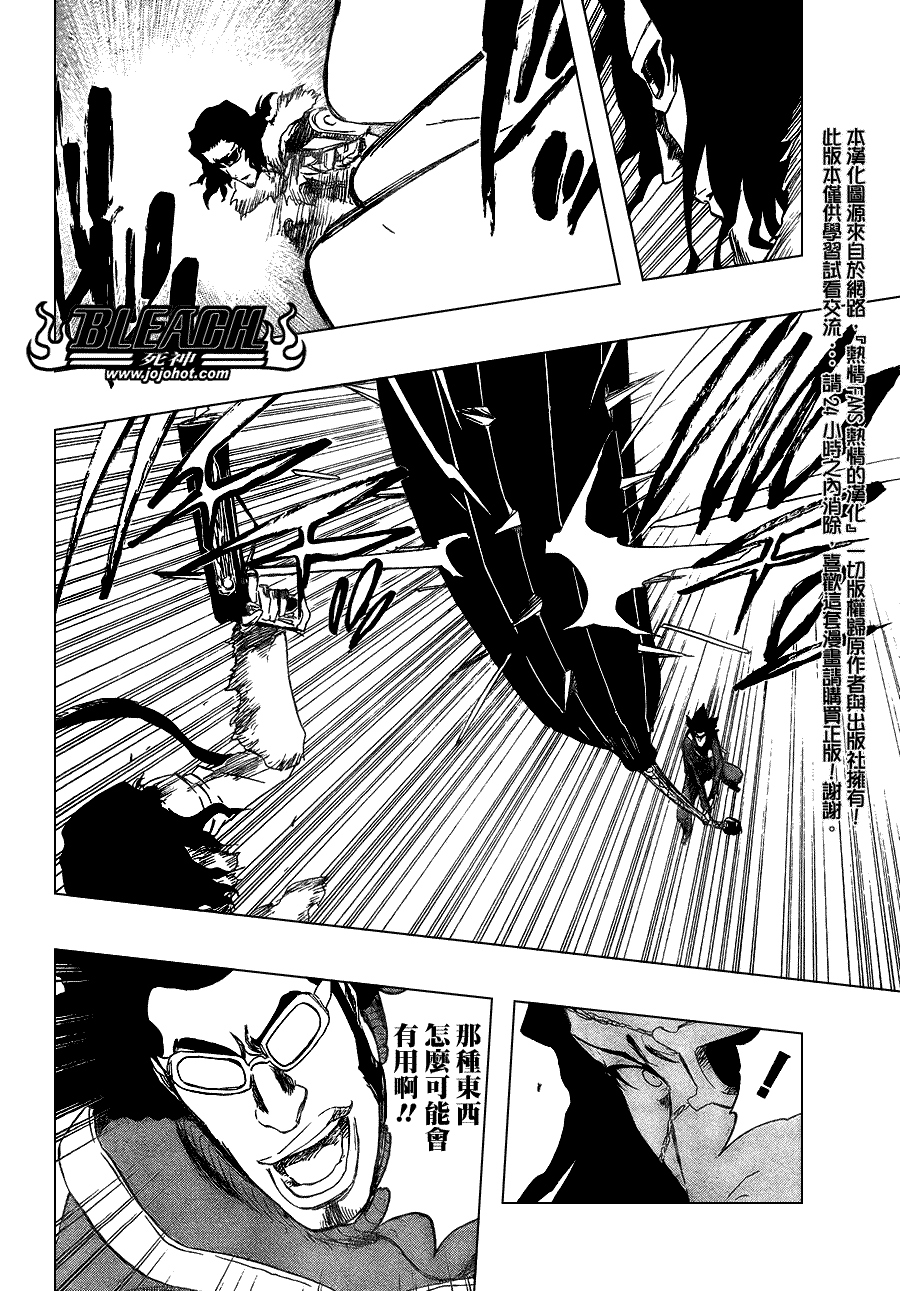 本漢化圖源來自於網路，『熱情FANS熱情的漢化』一切版權歸原作者與出版社擁有！
此版本僅供學習試看交流…。請24小時之內消除，喜歡這套漫畫請購買正版！謝謝。
BLEACH
死神
www.jojohot.com
！
那種東西
怎麼可能會
有用啊!!